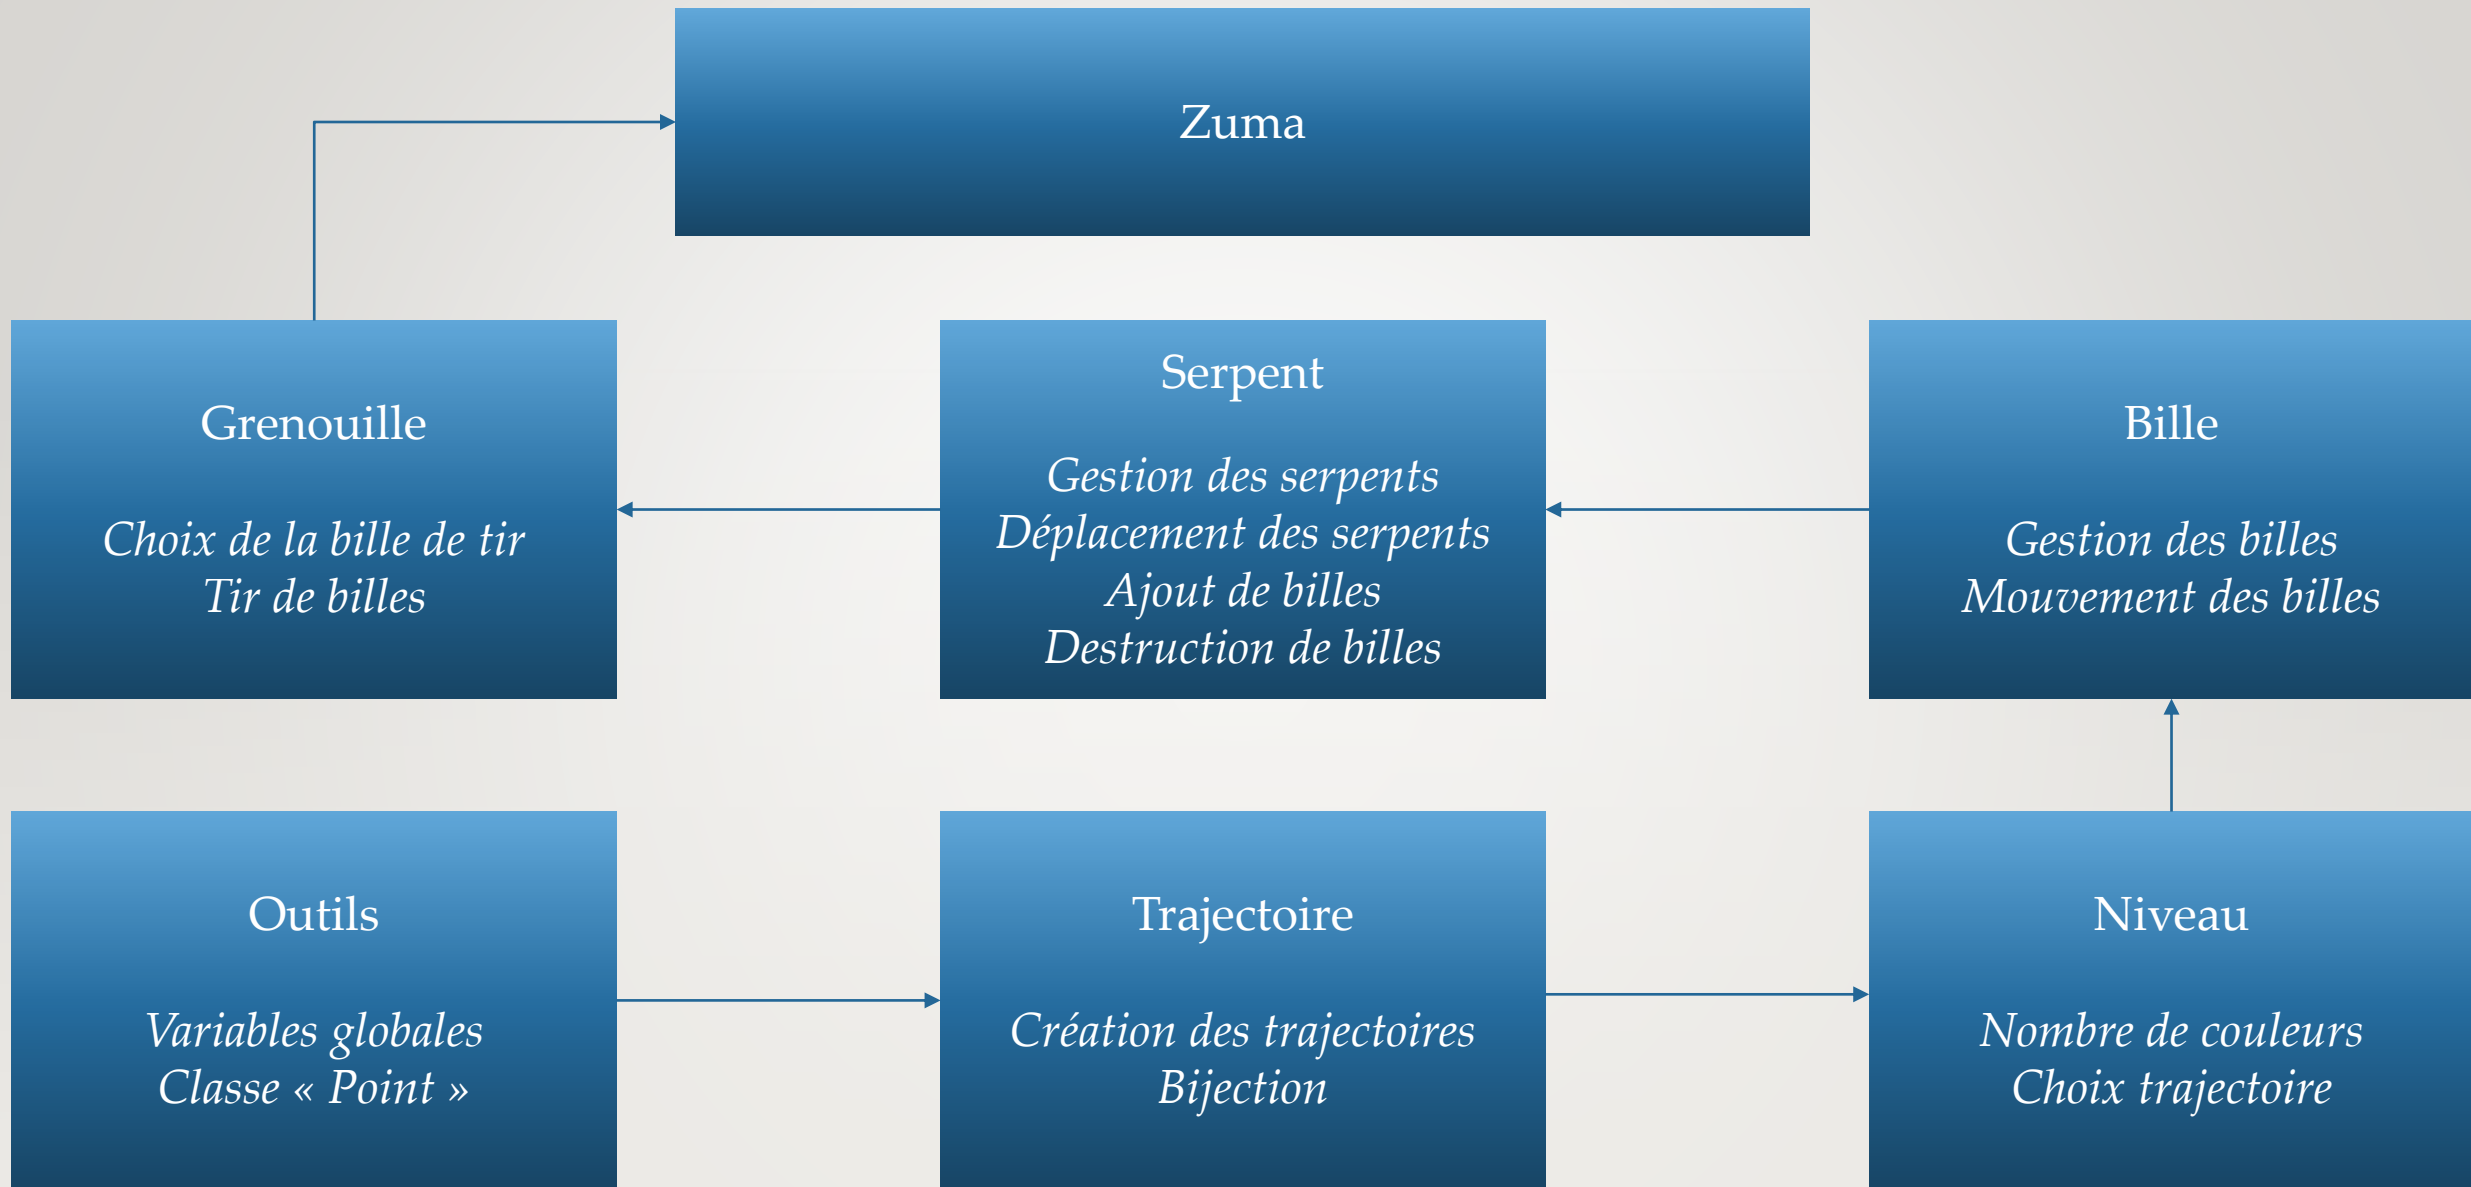 Zuma
Grenouille
Choix de la bille de tir
Tir de billes
Serpent
Gestion des serpents
Déplacement des serpents
Ajout de billes
Destruction de billes
Bille
Gestion des billes
Mouvement des billes
Outils
Variables globales
Classe « Point »
Trajectoire
Création des trajectoires
Bijection
Niveau
Nombre de couleurs
Choix trajectoire